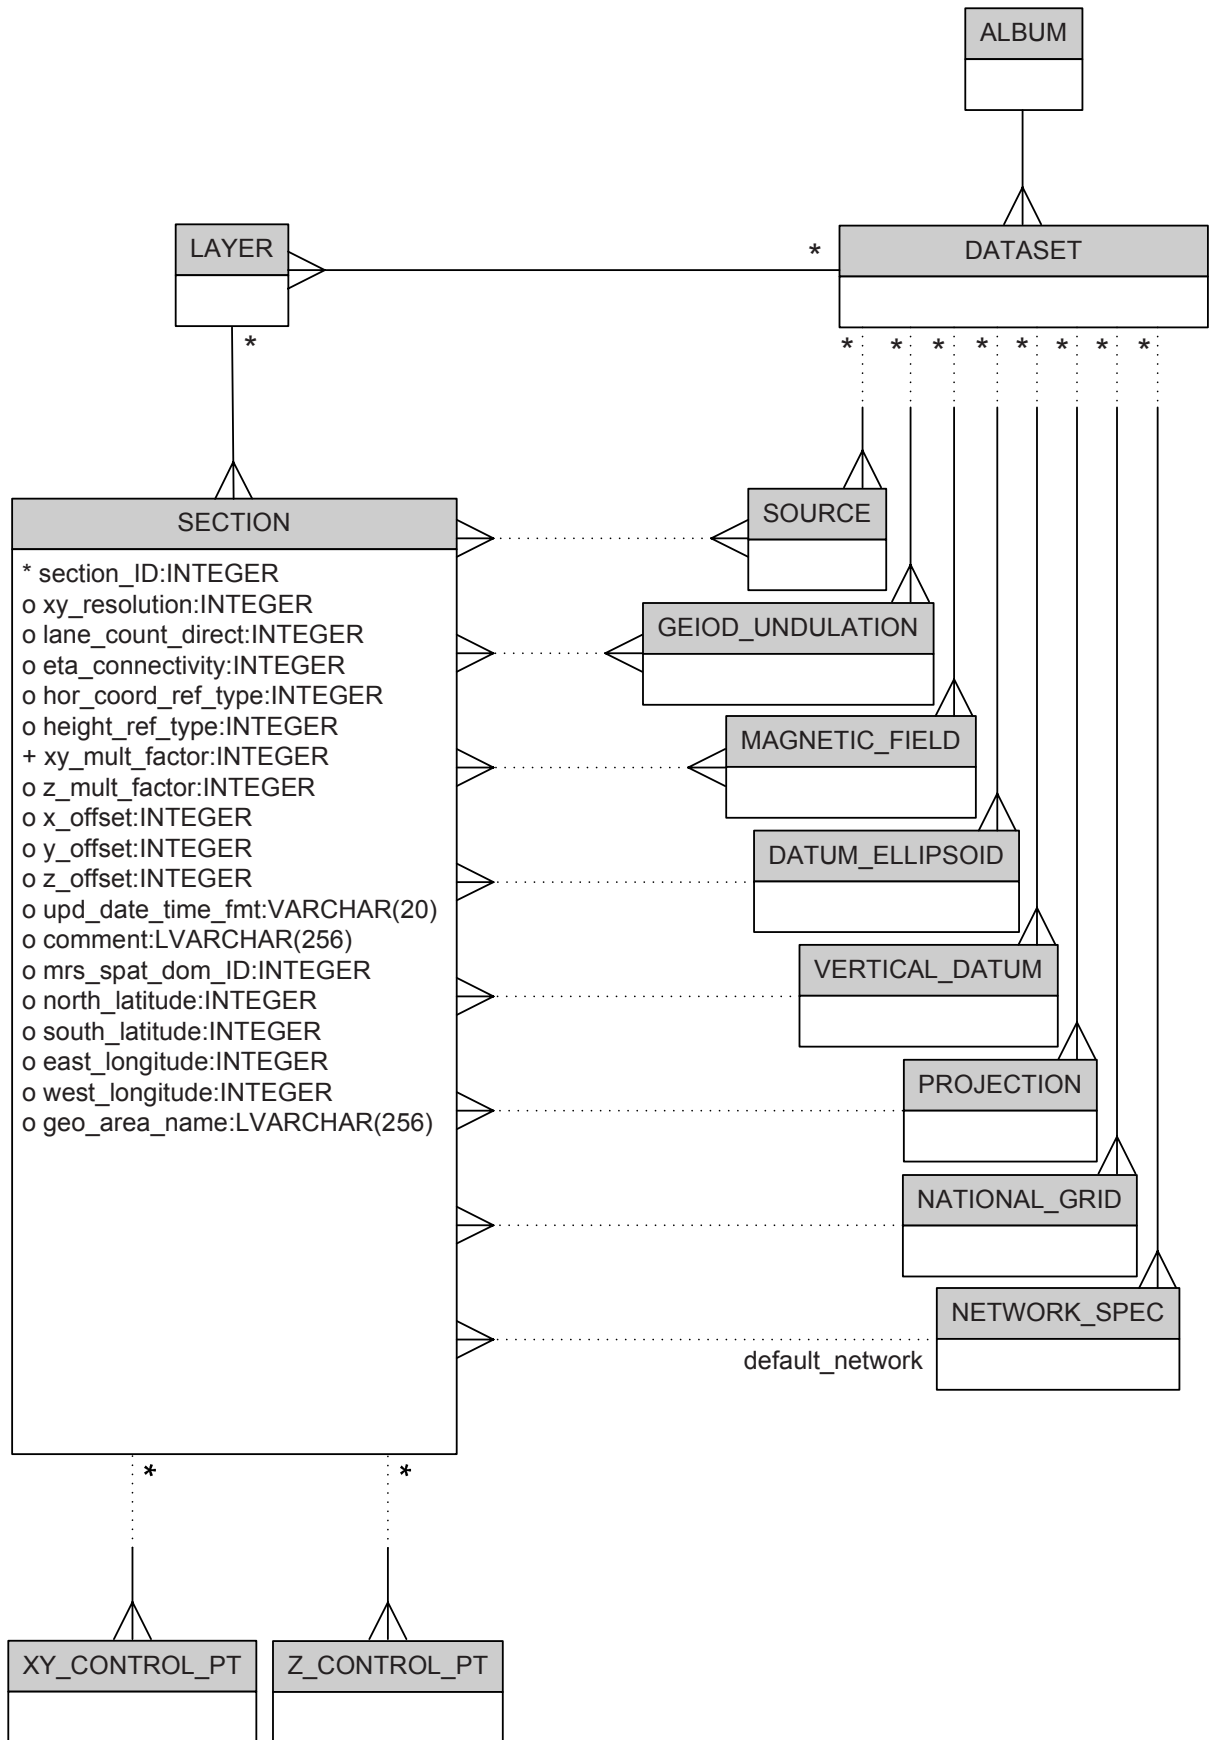 ALBUM
LAYER
*
DATASET
*
* * * * * * * *
SECTION
* section_ID:INTEGER
o xy_resolution:INTEGER
o lane_count_direct:INTEGER
o eta_connectivity:INTEGER
o hor_coord_ref_type:INTEGER
o height_ref_type:INTEGER
+ xy_mult_factor:INTEGER
o z_mult_factor:INTEGER
o x_offset:INTEGER
o y_offset:INTEGER
o z_offset:INTEGER
o upd_date_time_fmt:VARCHAR(20)
o comment:LVARCHAR(256)
o mrs_spat_dom_ID:INTEGER
o north_latitude:INTEGER
o south_latitude:INTEGER
o east_longitude:INTEGER
o west_longitude:INTEGER
o geo_area_name:LVARCHAR(256)
SOURCE
GEIOD_UNDULATION
MAGNETIC_FIELD
DATUM_ELLIPSOID
VERTICAL_DATUM
PROJECTION
NATIONAL_GRID
NETWORK_SPEC
default_network
* *
XY_CONTROL_PT
Z_CONTROL_PT